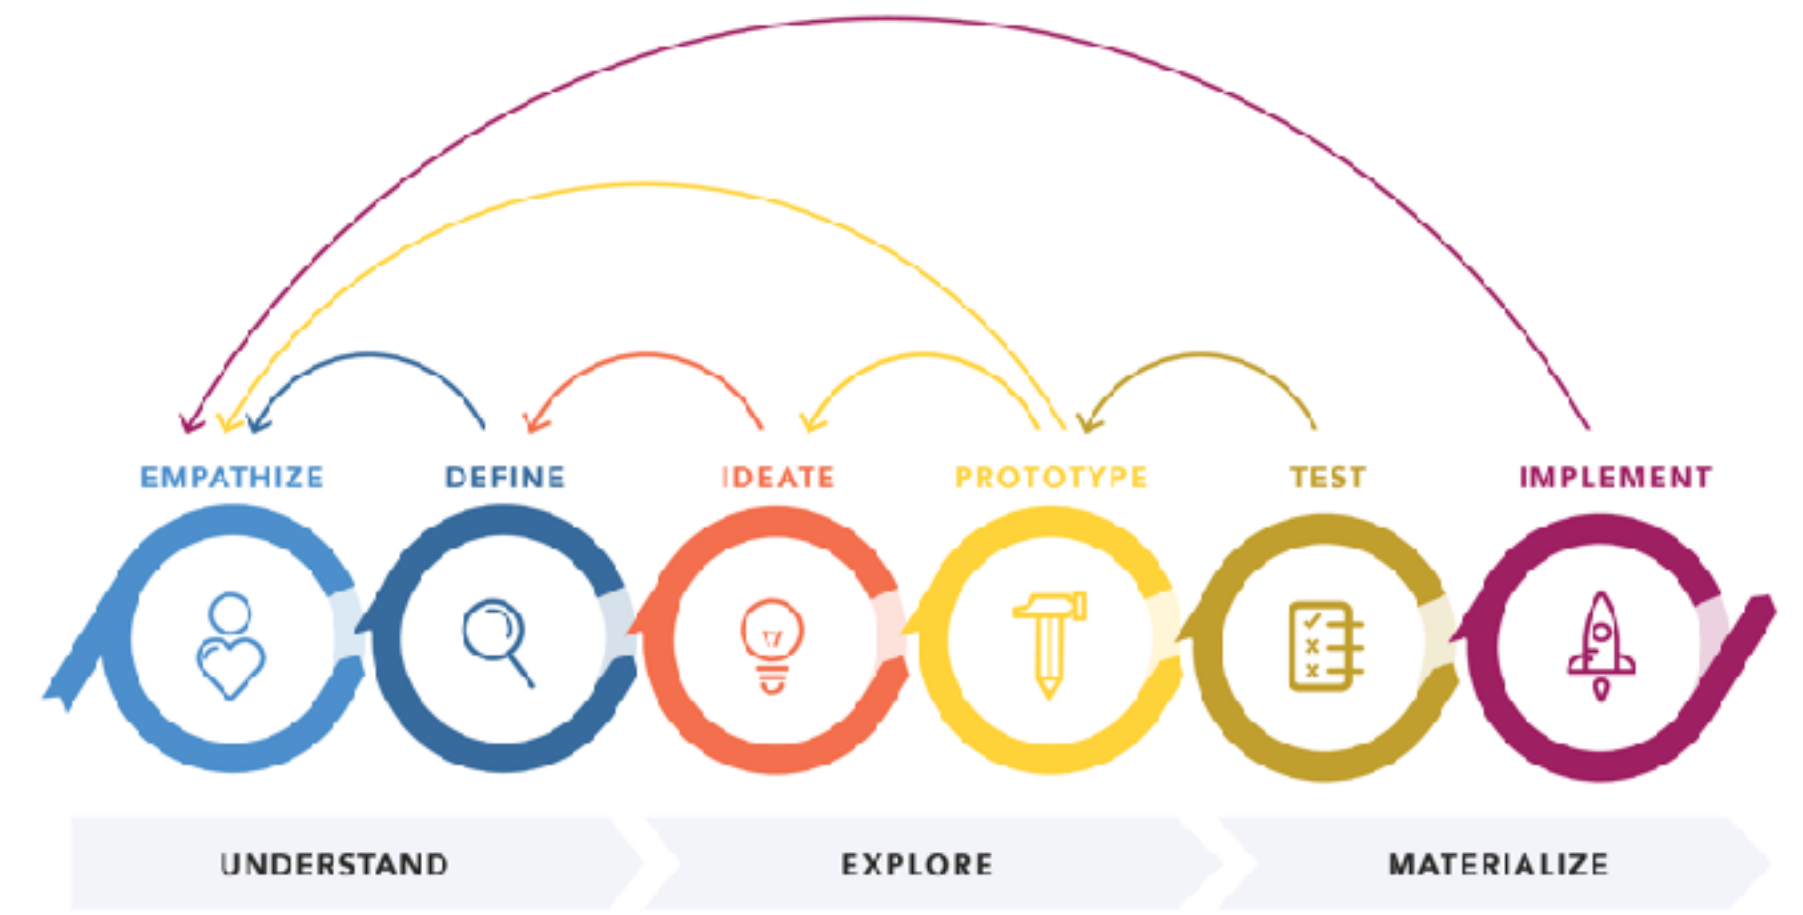 EMPATHIZE
DEFINE
IDEATE
PROTOTYPE
TEST
IMPLEMENT
UNDERSTAND
EXPLORE
MATERIALIZE